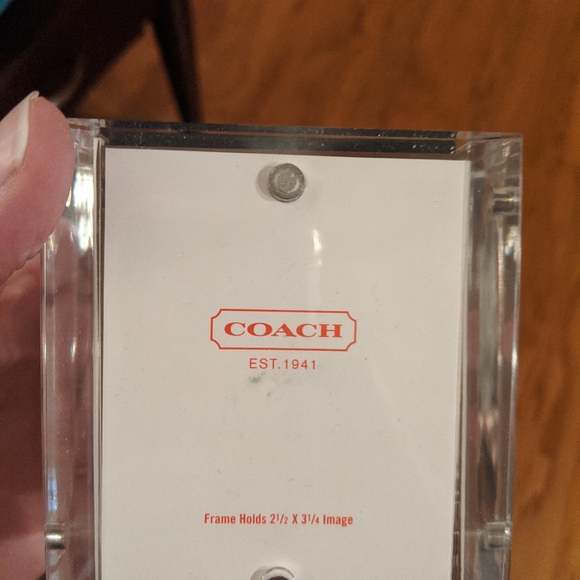 COACH
EST.1941
Frame Holds 2½ X 3¼ Image